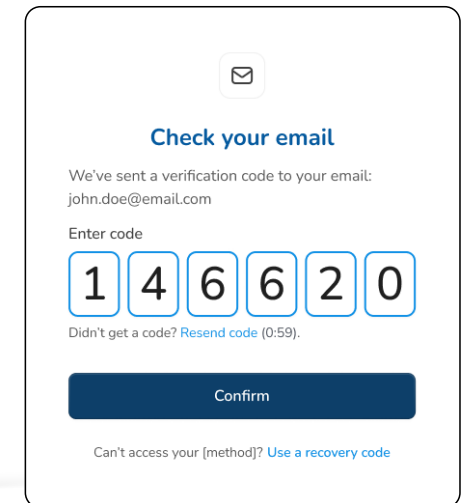 Check your email
We’ve sent a verification code to your email:
john.doe@email.com
Enter code
1 4 6 6 2 0
Didn’t get a code? Resend code (0:59).
Confirm
Can’t access your [method]? Use a recovery code